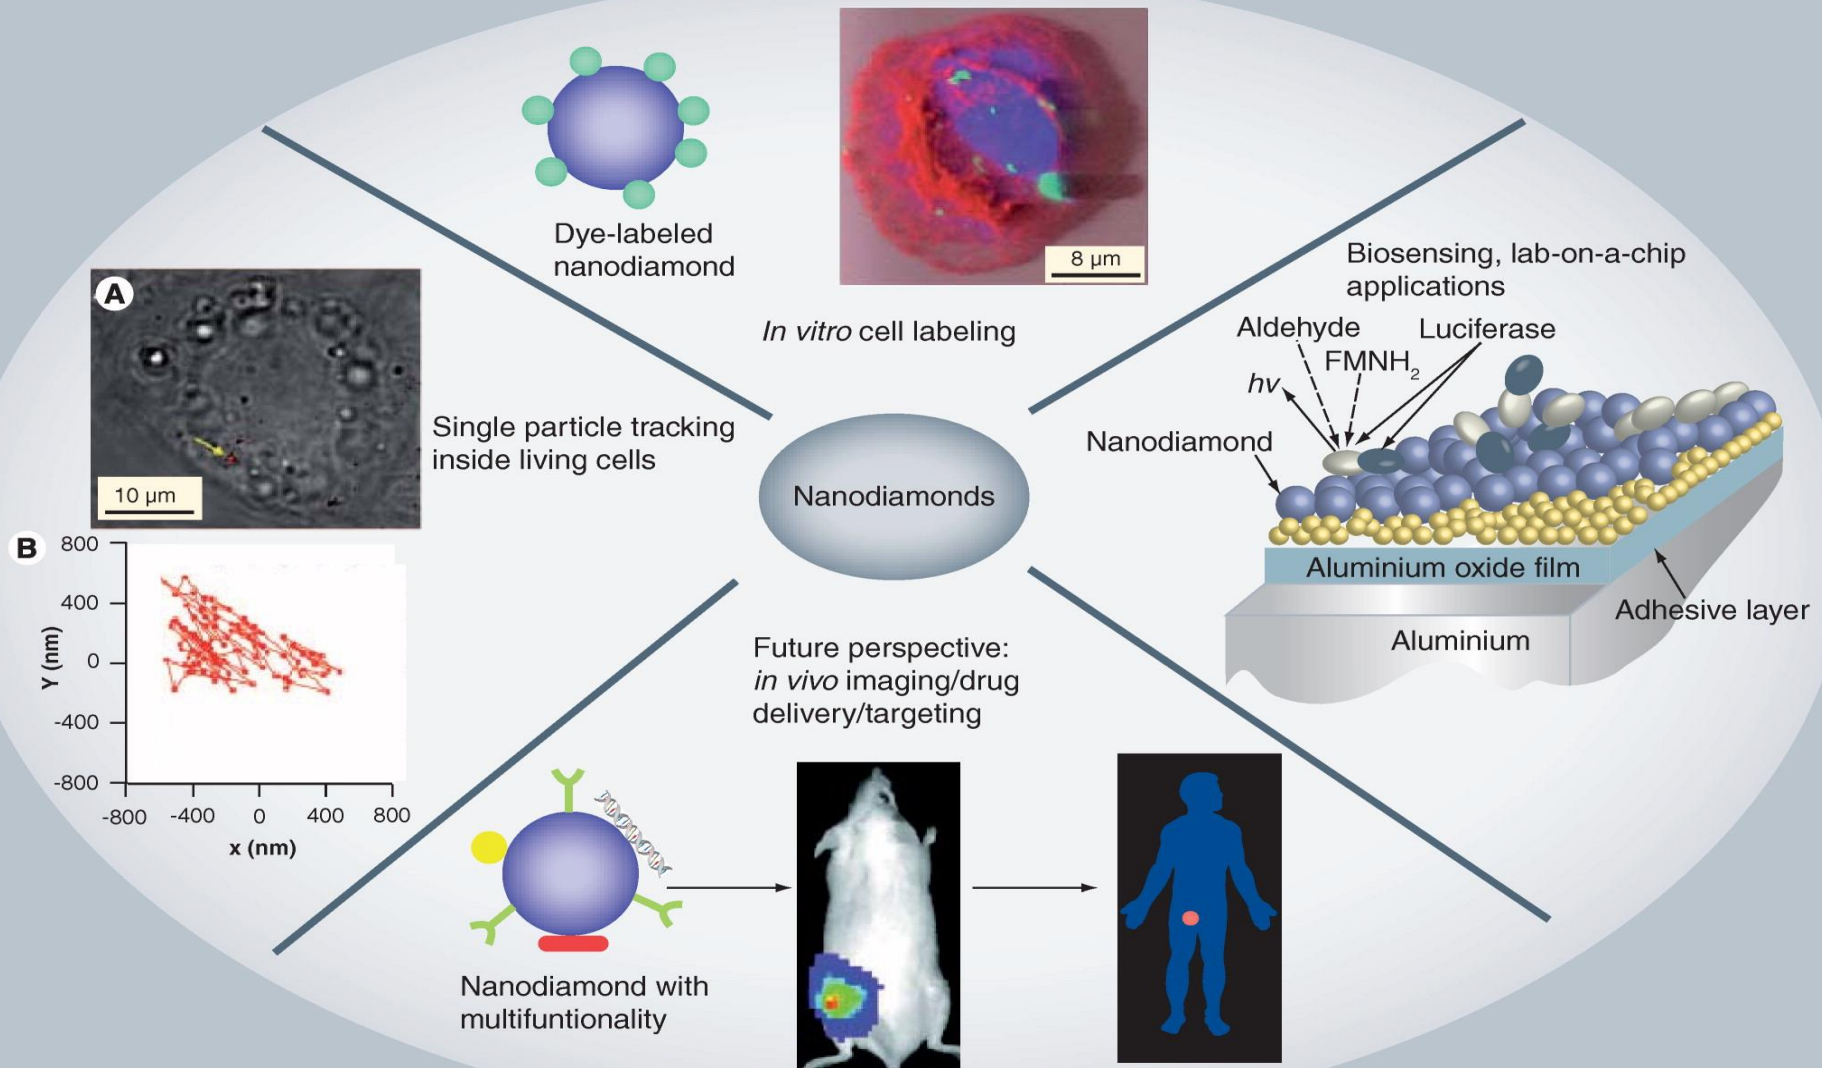 Dye-labeled
nanodiamond
8 µm
In vitro cell labeling
A
10 µm
Single particle tracking
inside living cells
B
800
400
0
-400
-800
Y (nm)
-800 -400 0 400 800
x (nm)
Nanodiamonds
Biosensing, lab-on-a-chip
applications
Aldehyde
Luciferase
FMNH2
hv
Nanodiamond
Aluminium oxide film
Adhesive layer
Aluminium
Future perspective:
in vivo imaging/drug
delivery/targeting
Nanodiamond with
multifuntionality